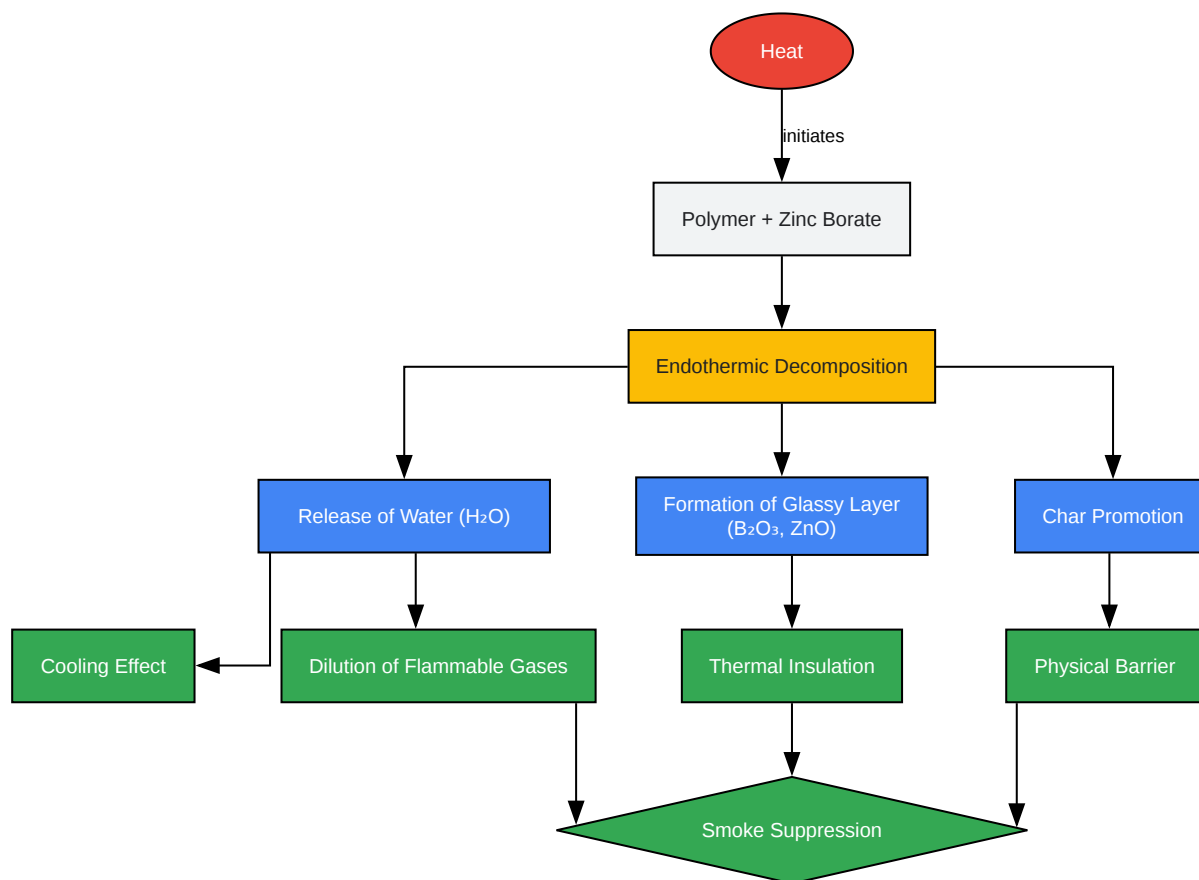 Heat
initiates
Polymer + Zinc Borate
Endothermic Decomposition
Release of Water (H₂O)
Formation of Glassy Layer
(B₂O₃, ZnO)
Char Promotion
Cooling Effect
Dilution of Flammable Gases
Thermal Insulation
Physical Barrier
Smoke Suppression